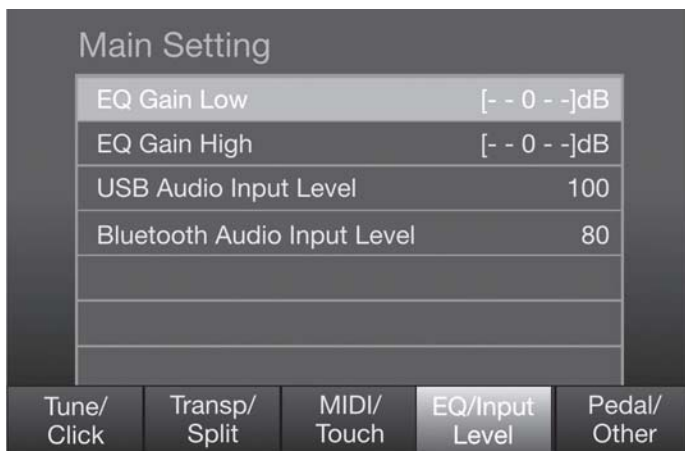 Main Setting
EQ Gain Low [- - 0 - -]dB
EQ Gain High [- - 0 - -]dB
USB Audio Input Level 100
Bluetooth Audio Input Level 80
Tune/ Transp/ MIDI/ EQ/Input Pedal/
Click Split Touch Level Other